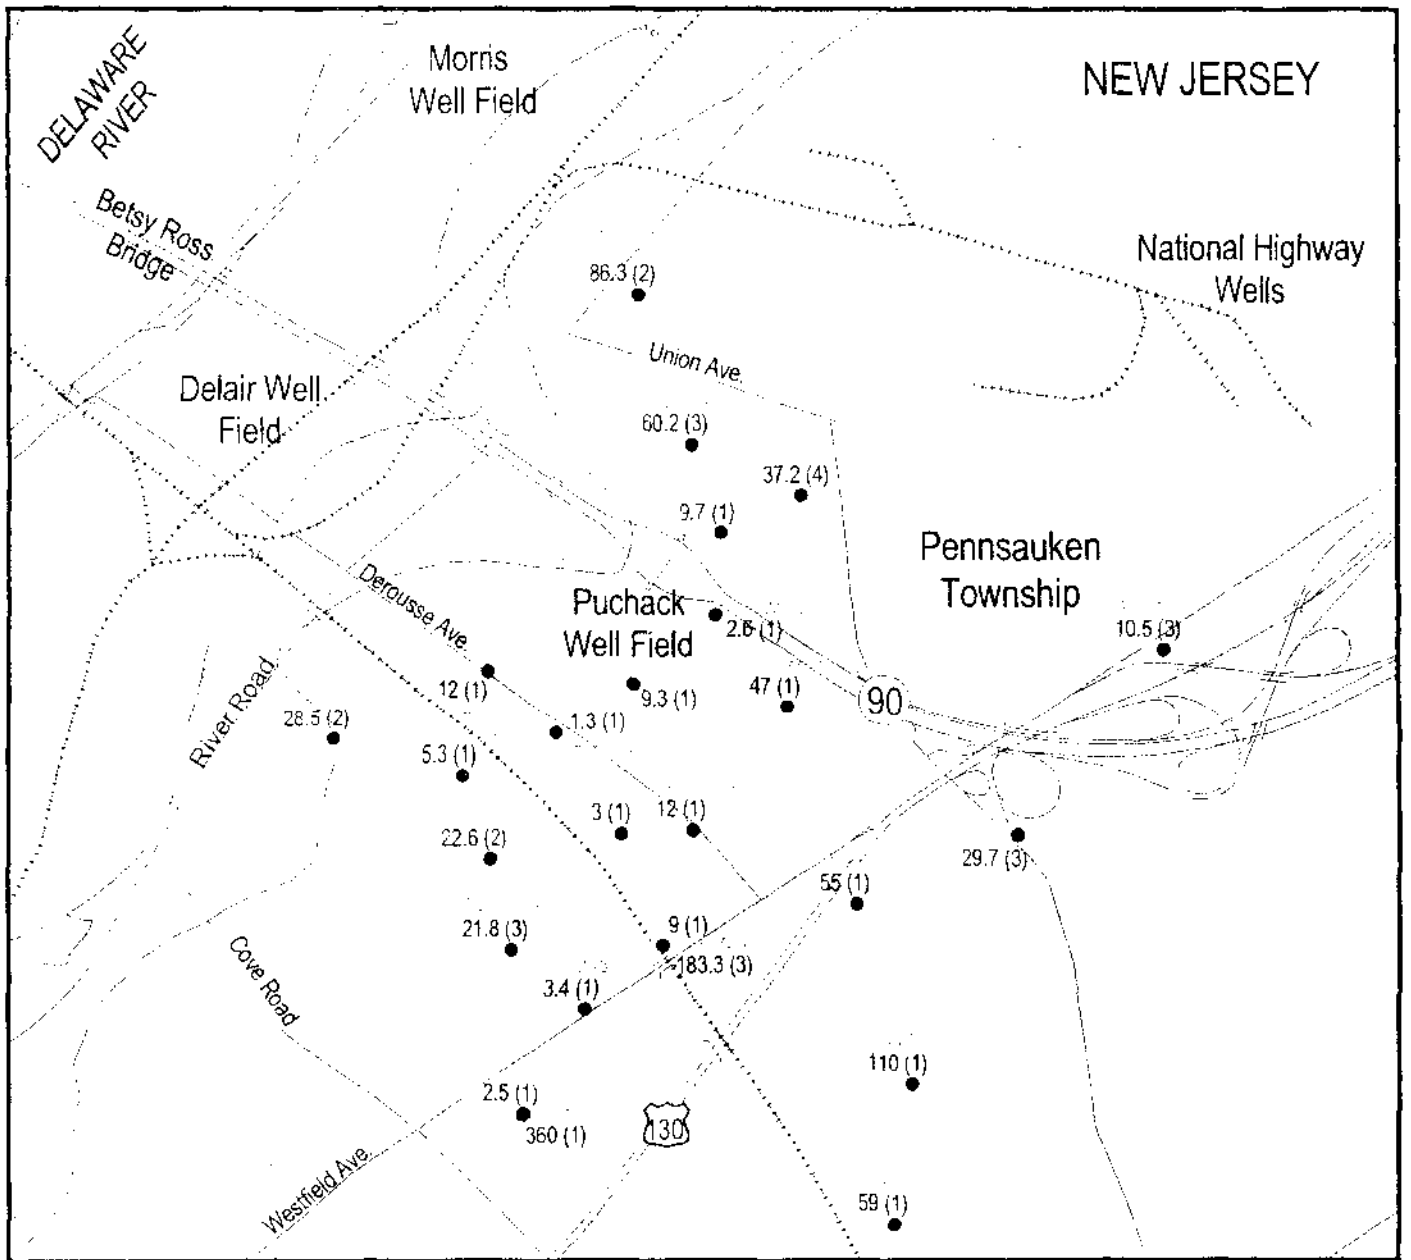 DELAWARE
RIVER
Morris
Well Field
NEW JERSEY
Betsy Ross
Bridge
National Highway
Wells
86.3 (2)
Union Ave.
Delair Well
Field
60.2 (3)
37.2 (4)
9.7 (1)
Pennsauken
Township
Derousse Ave.
Puchack
Well Field
2.6 (1)
10.5 (3)
12 (1)
9.3 (1)
47 (1)
90
River Road
28.5 (2)
1.3 (1)
5.3 (1)
3 (1)
12 (1)
22.6 (2)
29.7 (3)
55 (1)
21.8 (3)
9 (1)
183.3 (3)
Cove Road
3.4 (1)
110 (1)
2.5 (1)
360 (1)
130
Westfield Ave.
59 (1)